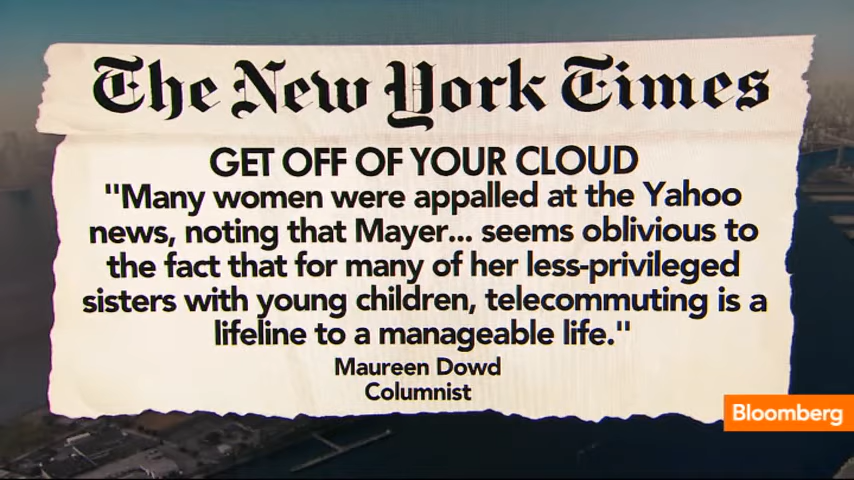 The New York Times
GET OFF OF YOUR CLOUD
"Many women were appalled at the Yahoo
news, noting that Mayer... seems oblivious to
the fact that for many of her less-privileged
sisters with young children, telecommuting is a
lifeline to a manageable life."
Maureen Dowd
Columnist
Bloomberg